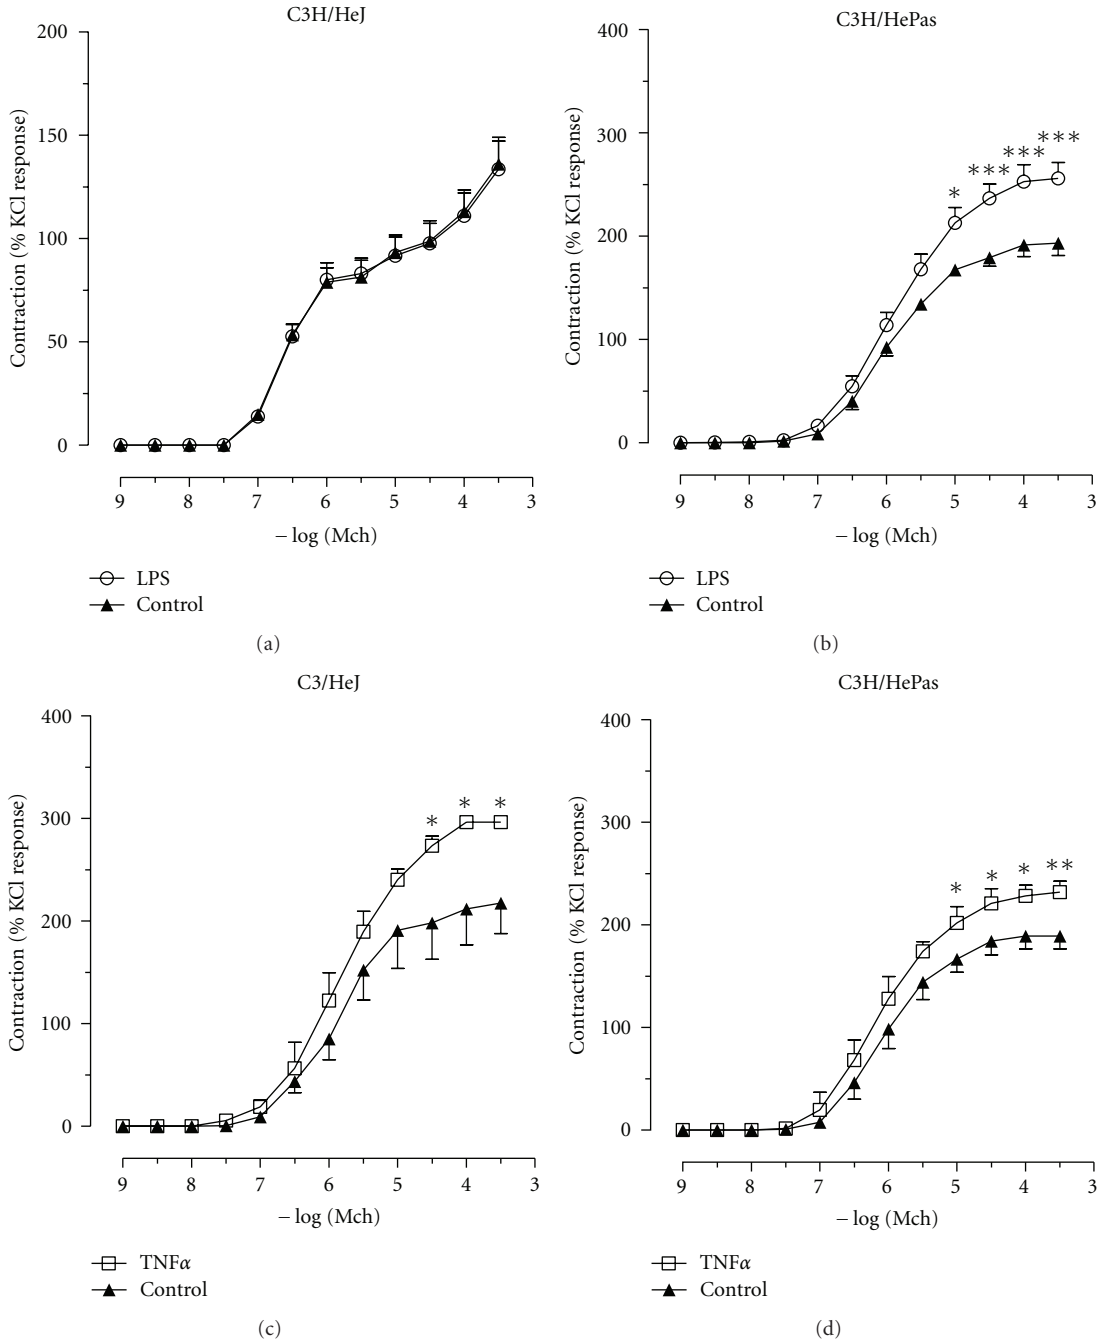 C3H/HeJ
200
150
100
50
0
Contraction (% KCl response)
9 8 7 6 5 4 3
− log (Mch)
LPS
Control
(a)
C3H/HePas
400
300
200
100
0
Contraction (% KCl response)
* *** *** ***
9 8 7 6 5 4 3
− log (Mch)
LPS
Control
(b)
C3/HeJ
400
300
200
100
0
Contraction (% KCl response)
* * *
9 8 7 6 5 4 3
− log (Mch)
TNFα
Control
(c)
C3H/HePas
400
300
200
100
0
Contraction (% KCl response)
* * * **
9 8 7 6 5 4 3
− log (Mch)
TNFα
Control
(d)